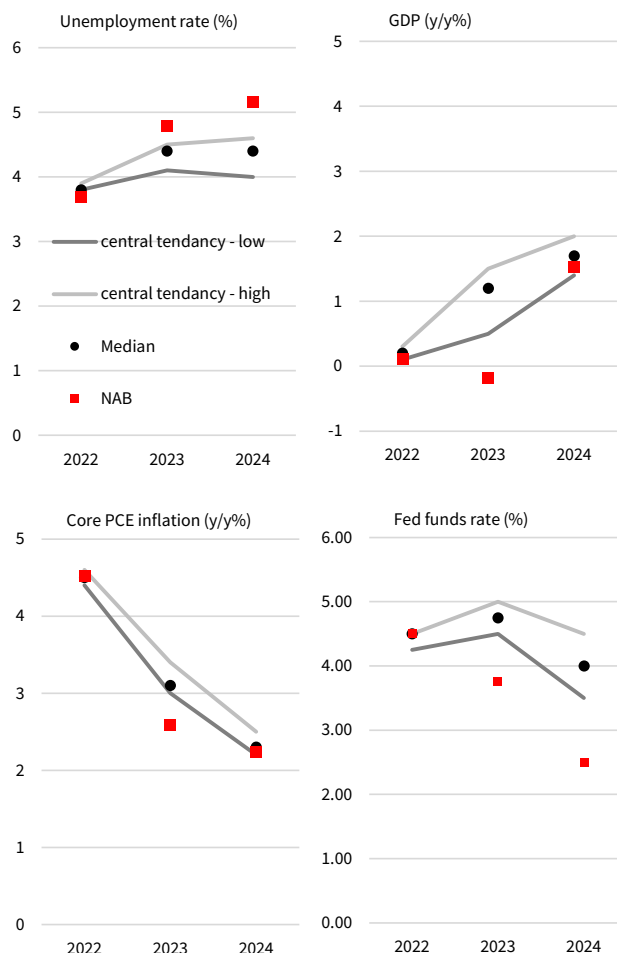 Unemployment rate (%)
6
5
4
3
2
1
0
central tendancy - low
central tendancy - high
Median
NAB
2022 2023 2024
GDP (y/y%)
5
4
3
2
1
0
-1
2022 2023 2024
Core PCE inflation (y/y%)
5
4
3
2
1
0
2022 2023 2024
Fed funds rate (%)
6.00
5.00
4.00
3.00
2.00
1.00
0.00
2022 2023 2024